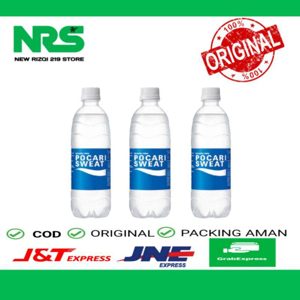 NRS
NEW RIZQI 219 STORE
100%
ORIGINAL
100%
POCARI
SWEAT
POCARI
SWEAT
POCARI
SWEAT
COD
ORIGINAL
PACKING AMAN
J&T EXPRESS
JNE
EXPRESS
GrabExpress